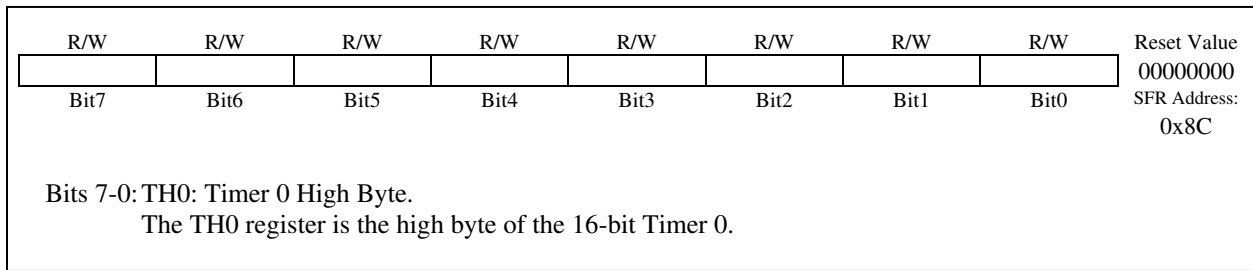 R/W R/W R/W R/W R/W R/W R/W R/W Reset Value
00000000
Bit7 Bit6 Bit5 Bit4 Bit3 Bit2 Bit1 Bit0 SFR Address:
0x8C
Bits 7-0: TH0: Timer 0 High Byte.
The TH0 register is the high byte of the 16-bit Timer 0.